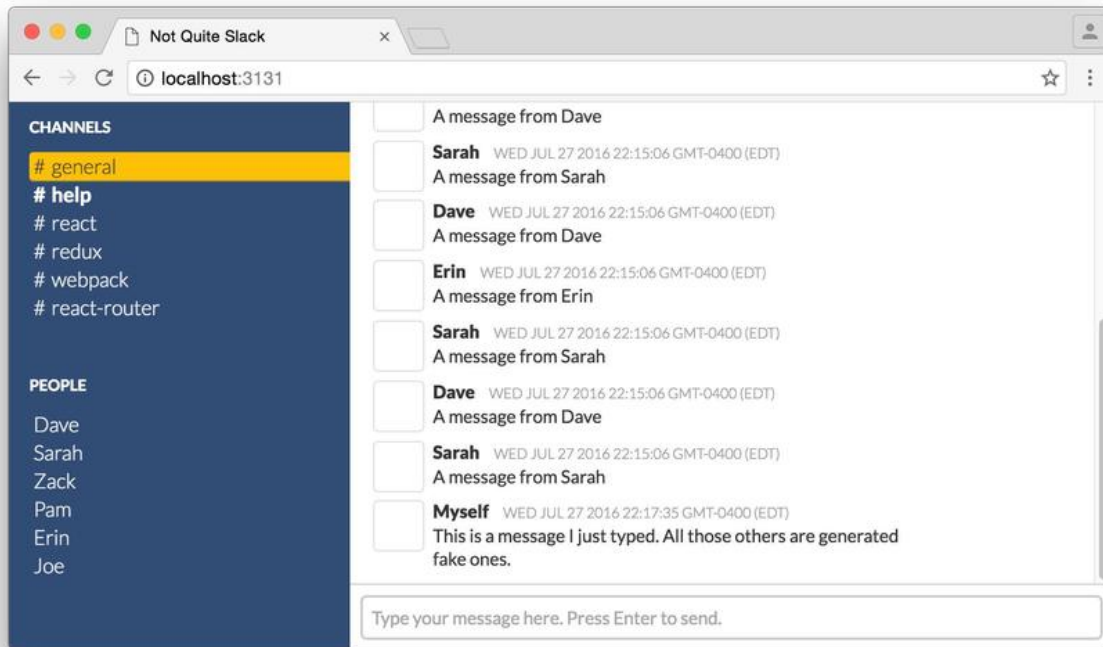 Not Quite Slack
localhost:3131
CHANNELS
# general
# help
# react
# redux
# webpack
# react-router
PEOPLE
Dave
Sarah
Zack
Pam
Erin
Joe
A message from Dave
Sarah WED JUL 27 2016 22:15:06 GMT-0400 (EDT)
A message from Sarah
Dave WED JUL 27 2016 22:15:06 GMT-0400 (EDT)
A message from Dave
Erin WED JUL 27 2016 22:15:06 GMT-0400 (EDT)
A message from Erin
Sarah WED JUL 27 2016 22:15:06 GMT-0400 (EDT)
A message from Sarah
Dave WED JUL 27 2016 22:15:06 GMT-0400 (EDT)
A message from Dave
Sarah WED JUL 27 2016 22:15:06 GMT-0400 (EDT)
A message from Sarah
Myself WED JUL 27 2016 22:17:35 GMT-0400 (EDT)
This is a message I just typed. All those others are generated
fake ones.
Type your message here. Press Enter to send.